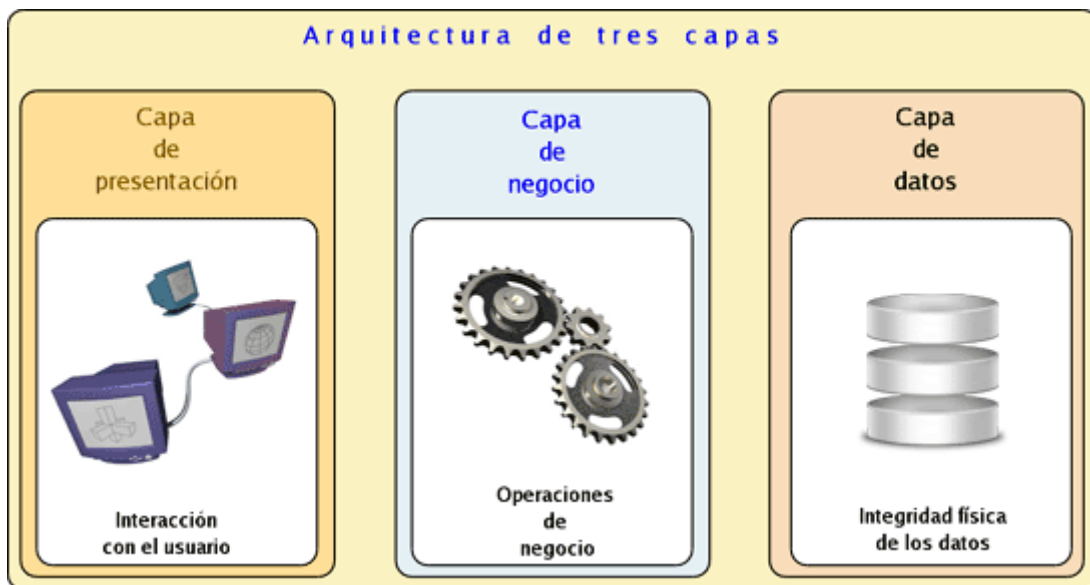 Arquitectura de tres capas
Capa
de
presentación
Interacción
con el usuario
Capa
de
negocio
Operaciones
de
negocio
Capa
de
datos
Integridad física
de los datos